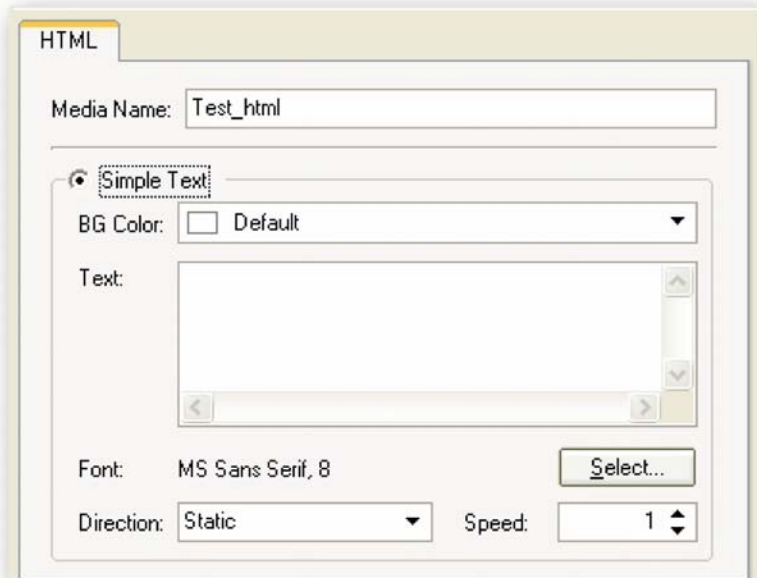 HTML
Media Name: Test_html
Simple Text
BG Color: Default
Text:
Font: MS Sans Serif, 8 Select...
Direction: Static Speed: 1